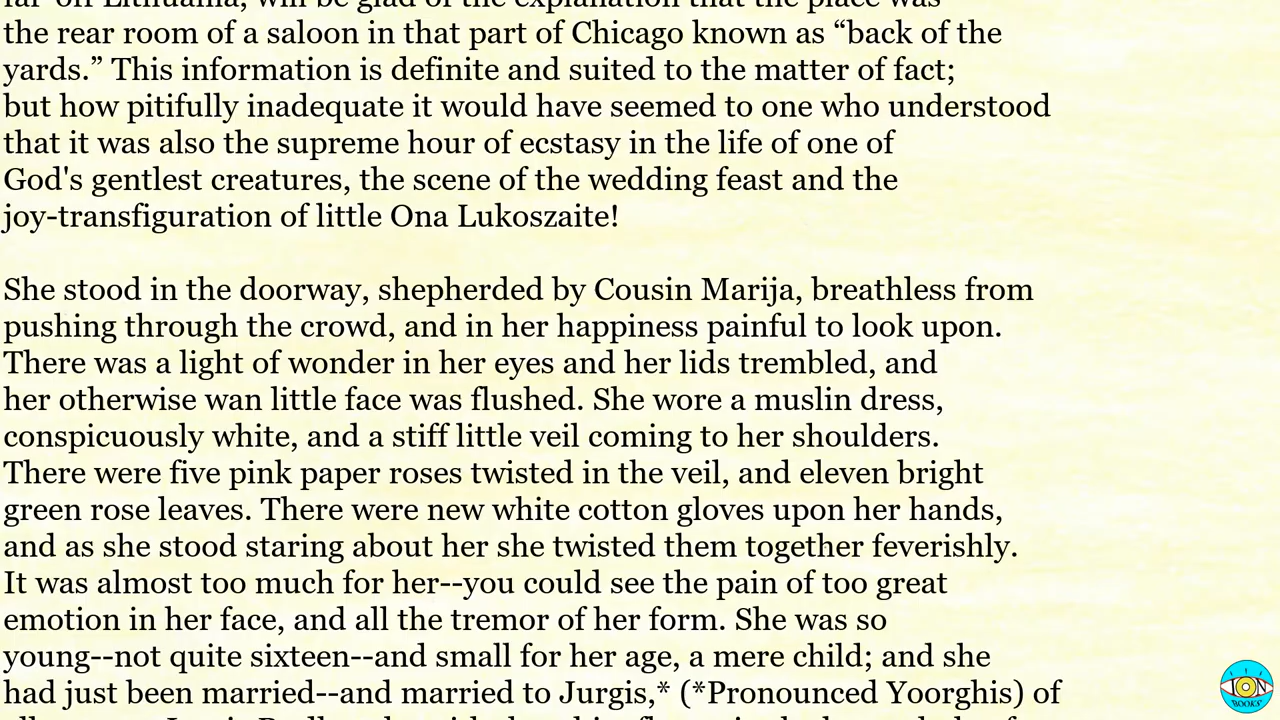 far-off Lithuania, will be glad of the explanation that the place was
the rear room of a saloon in that part of Chicago known as “back of the
yards.” This information is definite and suited to the matter of fact;
but how pitifully inadequate it would have seemed to one who understood
that it was also the supreme hour of ecstasy in the life of one of
God's gentlest creatures, the scene of the wedding feast and the
joy-transfiguration of little Ona Lukoszaite!

She stood in the doorway, shepherded by Cousin Marija, breathless from
pushing through the crowd, and in her happiness painful to look upon.
There was a light of wonder in her eyes and her lids trembled, and
her otherwise wan little face was flushed. She wore a muslin dress,
conspicuously white, and a stiff little veil coming to her shoulders.
There were five pink paper roses twisted in the veil, and eleven bright
green rose leaves. There were new white cotton gloves upon her hands,
and as she stood staring about her she twisted them together feverishly.
It was almost too much for her--you could see the pain of too great
emotion in her face, and all the tremor of her form. She was so
young--not quite sixteen--and small for her age, a mere child; and she
had just been married--and married to Jurgis,* (*Pronounced Yoorghis) of
ION
BOOKS